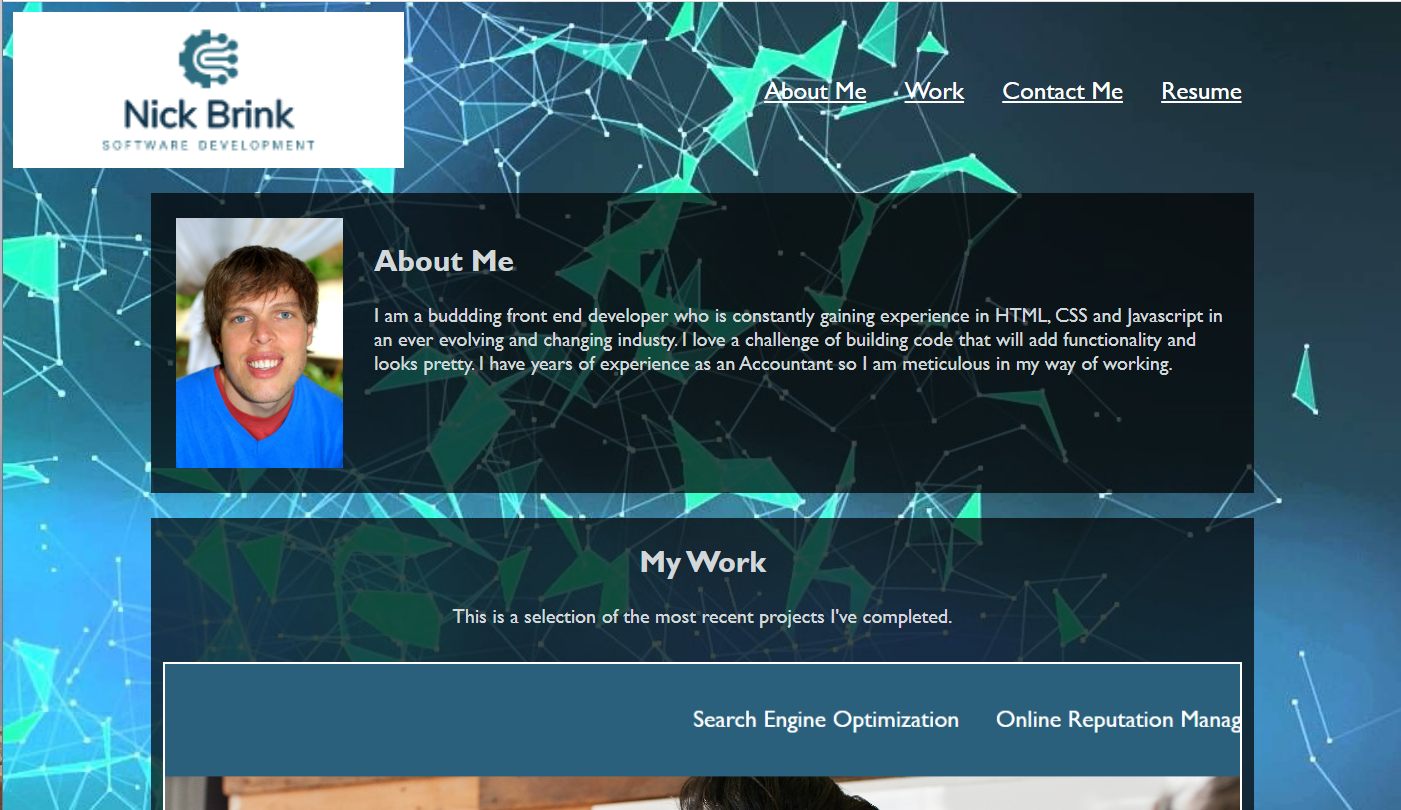 Nick Brink
SOFTWARE DEVELOPMENT
About Me Work Contact Me Resume
About Me
I am a buddding front end developer who is constantly gaining experience in HTML, CSS and Javascript in
an ever evolving and changing industy. I love a challenge of building code that will add functionality and
looks pretty. I have years of experience as an Accountant so I am meticulous in my way of working.
My Work
This is a selection of the most recent projects I've completed.
Search Engine Optimization Online Reputation Manag